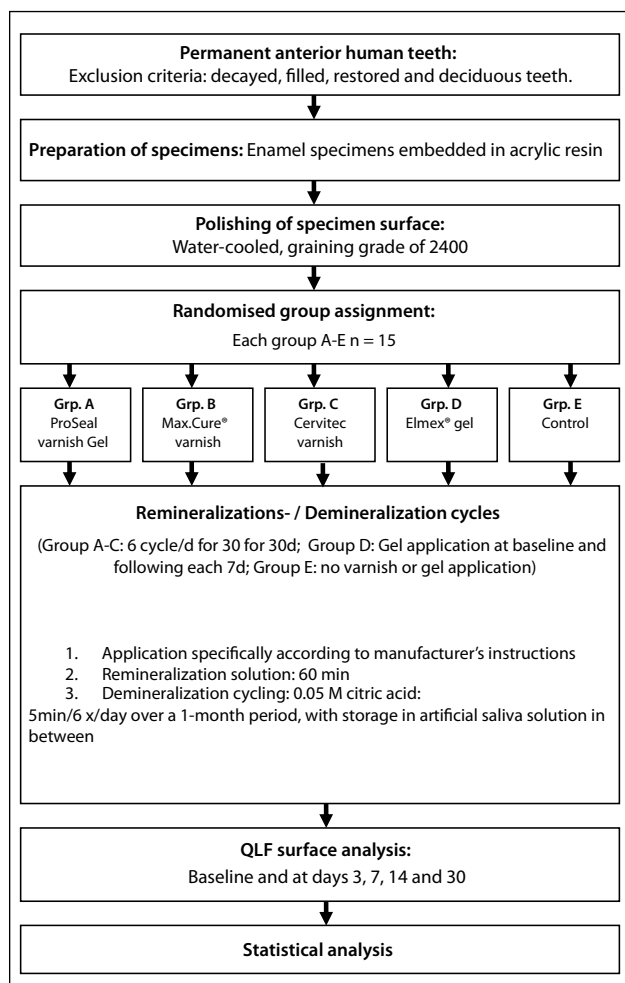 Permanent anterior human teeth:
Exclusion criteria: decayed, filled, restored and deciduous teeth.
Preparation of specimens: Enamel specimens embedded in acrylic resin
Polishing of specimen surface:
Water-cooled, graining grade of 2400
Randomised group assignment:
Each group A-E n = 15
Grp. A
ProSeal
varnish Gel
Grp. B
Max.Cure®
varnish
Grp. C
Cervitec
varnish
Grp. D
Elmex® gel
Grp. E
Control
Remineralizations- / Demineralization cycles
(Group A-C: 6 cycle/d for 30 for 30d; Group D: Gel application at baseline and
following each 7d; Group E: no varnish or gel application)
1. Application specifically according to manufacturer's instructions
2. Remineralization solution: 60 min
3. Demineralization cycling: 0.05 M citric acid:
5min/6 x/day over a 1-month period, with storage in artificial saliva solution in
between
QLF surface analysis:
Baseline and at days 3, 7, 14 and 30
Statistical analysis